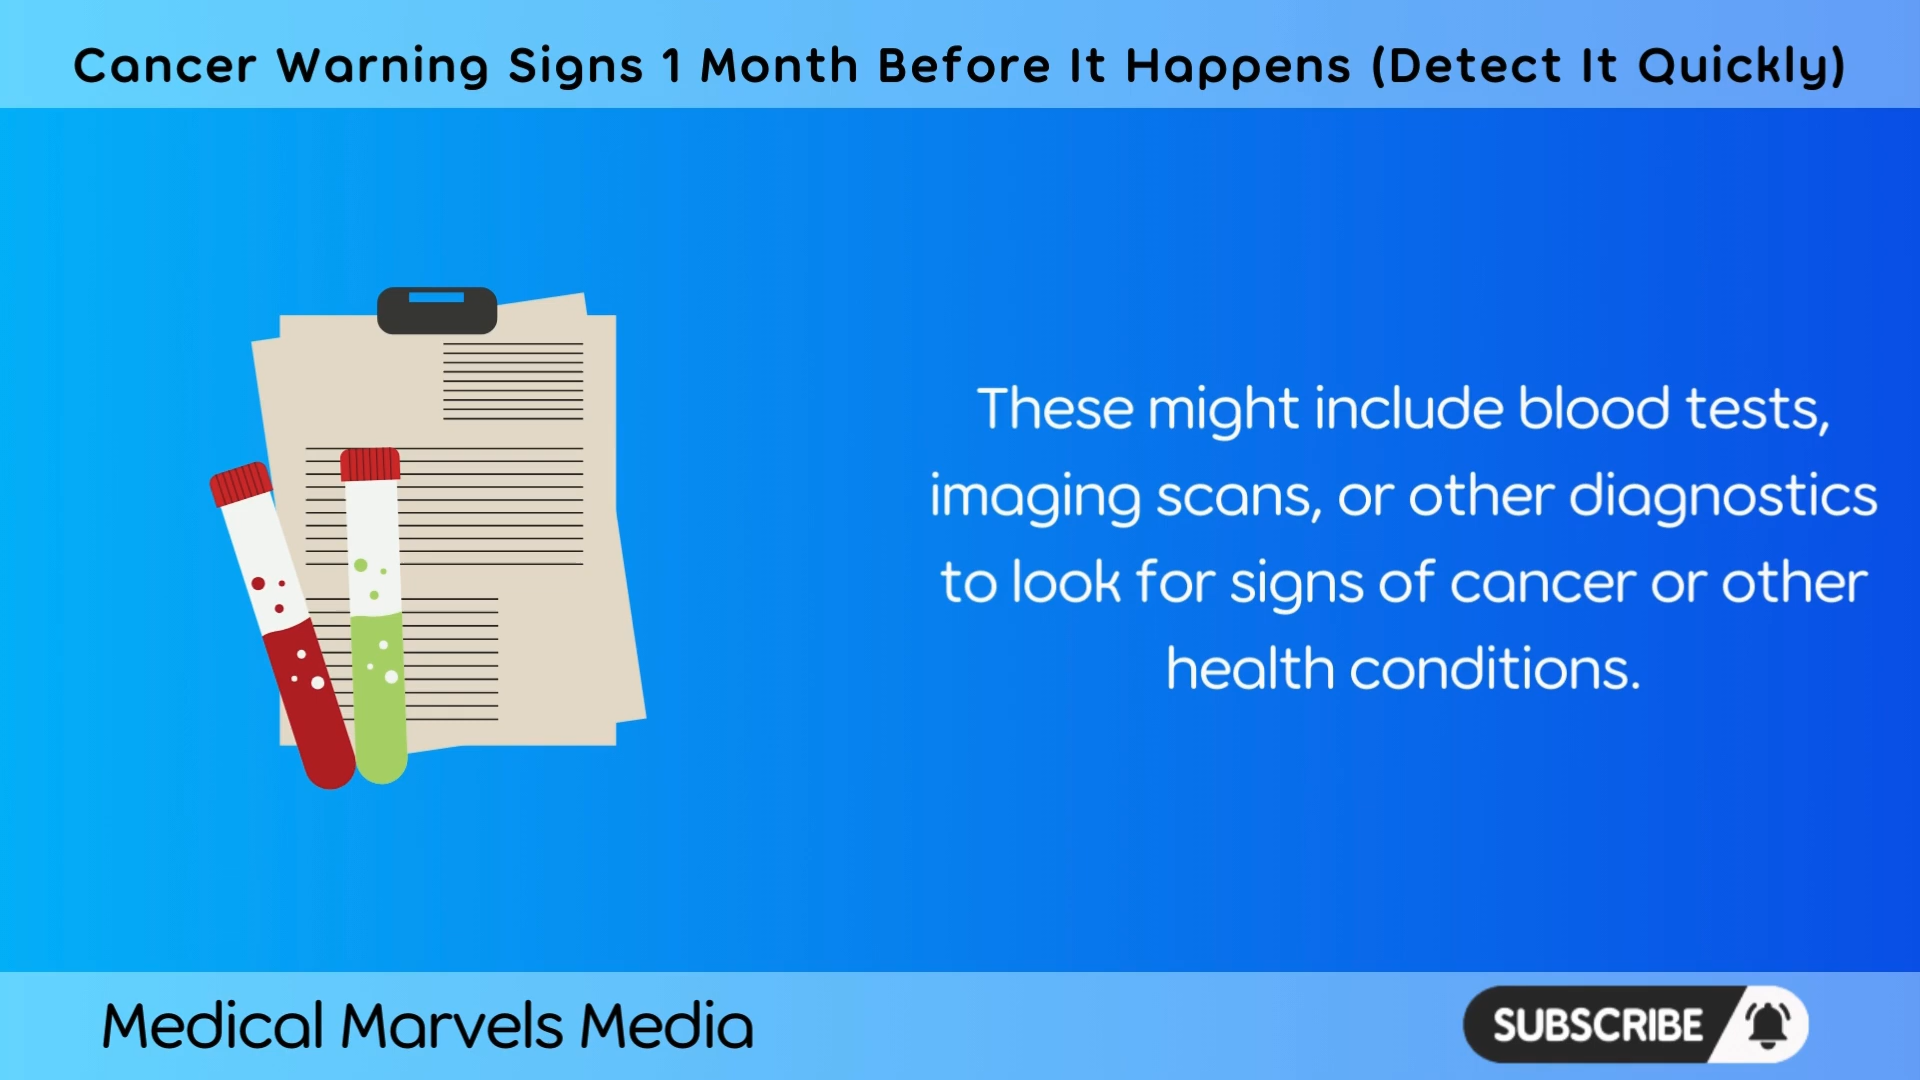 Cancer Warning Signs 1 Month Before It Happens (Detect It Quickly)
These might include blood tests,
imaging scans, or other diagnostics
to look for signs of cancer or other
health conditions.
Medical Marvels Media
SUBSCRIBE